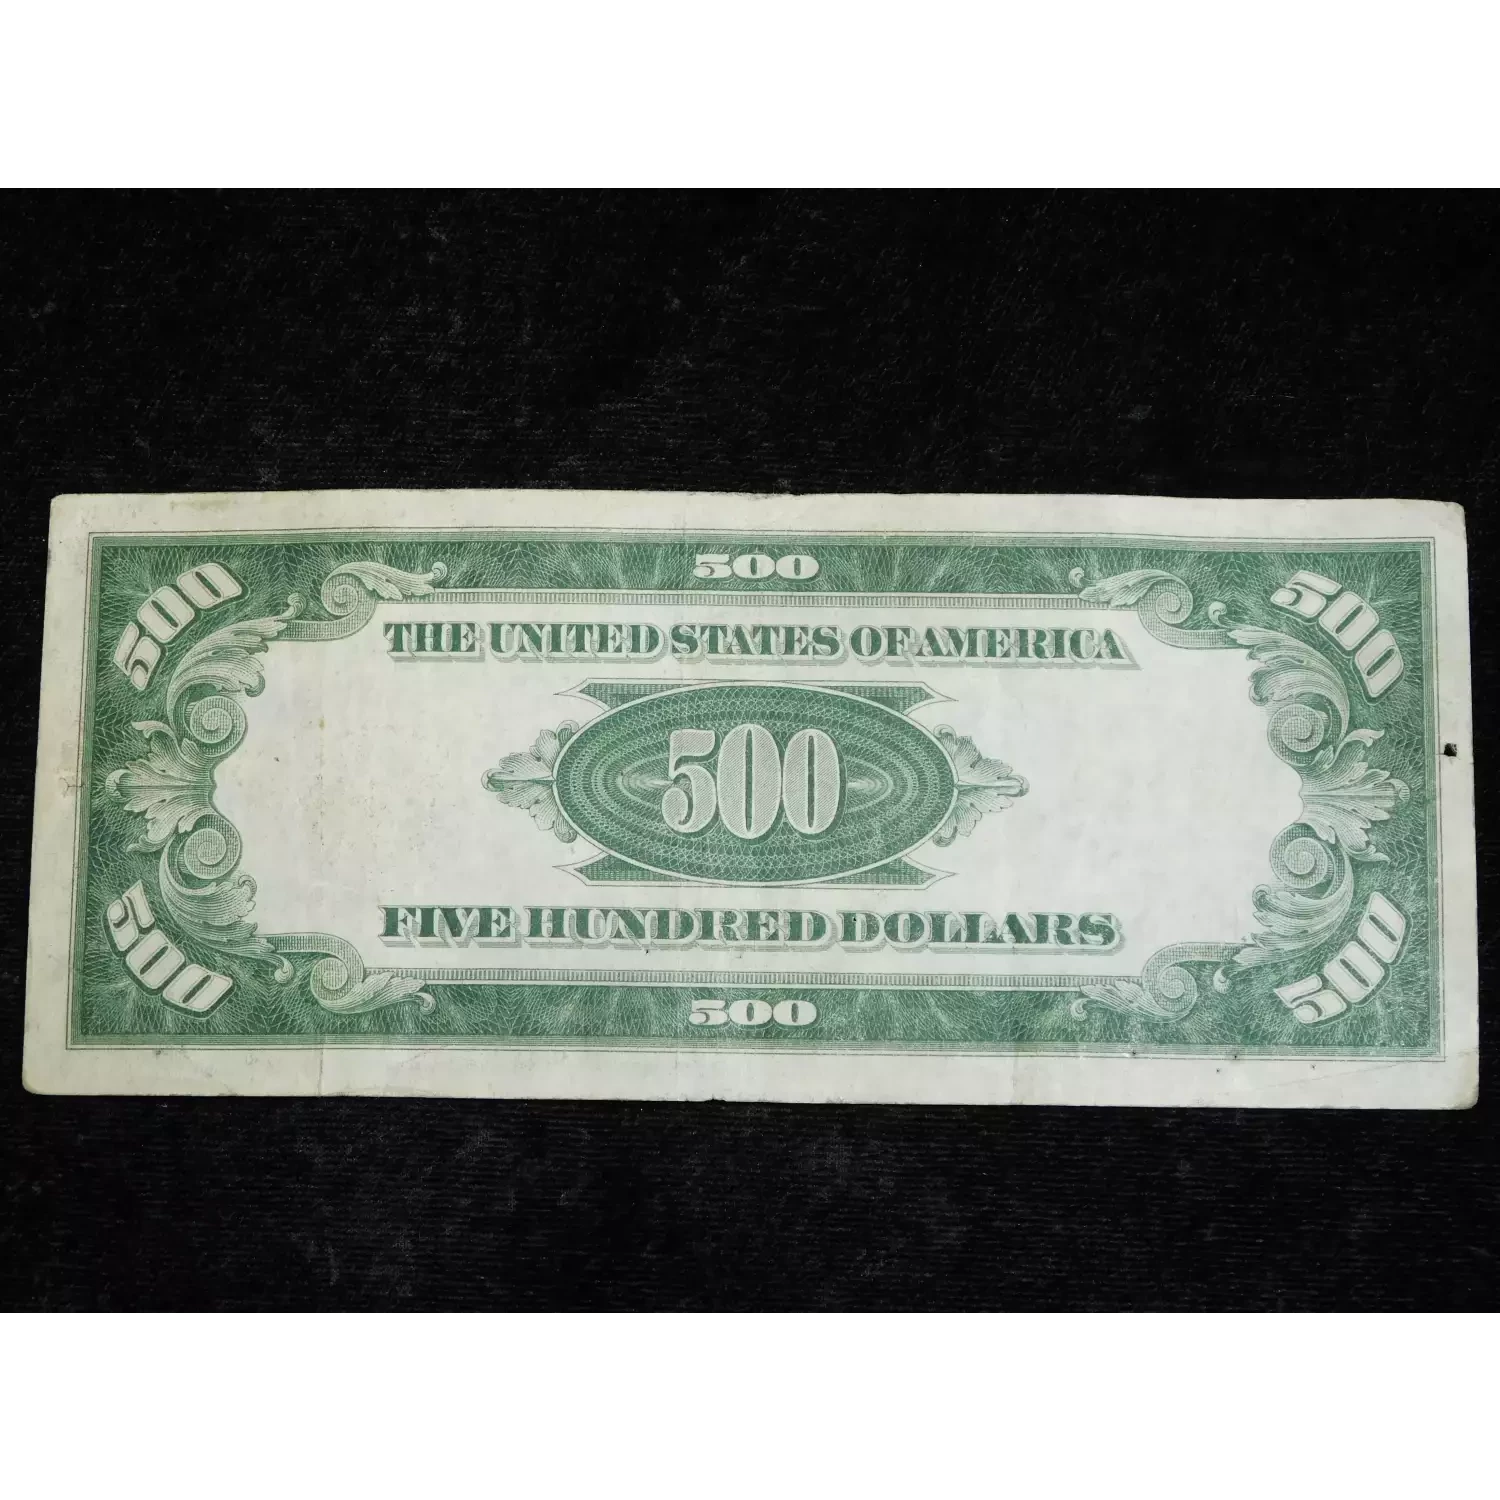 500
500 500
THE UNITED STATES OF AMERICA
500
FIVE HUNDRED DOLLARS
500 500
500